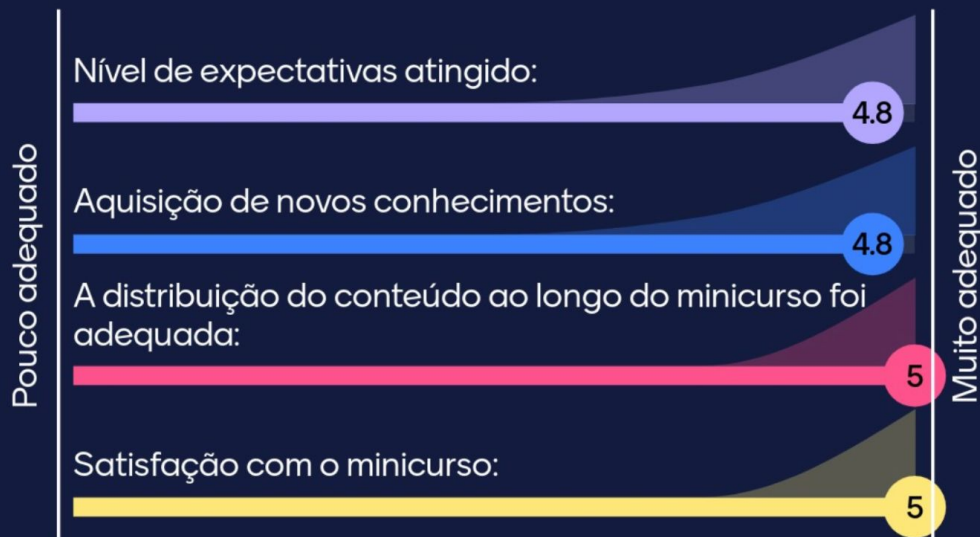 Pouco adequado
Nível de expectativas atingido:
4.8
Aquisição de novos conhecimentos:
4.8
A distribuição do conteúdo ao longo do minicurso foi
adequada:
5
Satisfação com o minicurso:
5
Muito adequado